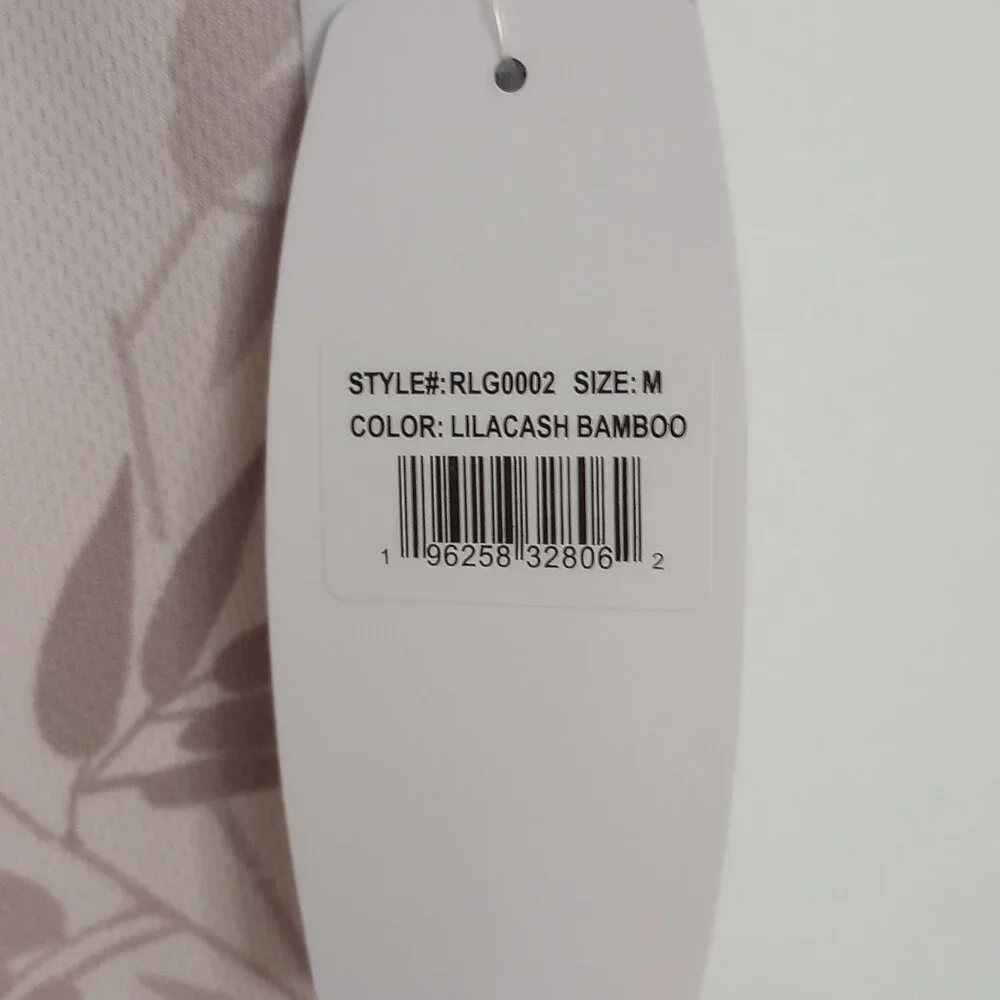 STYLE#: RLG0002 SIZE: M
COLOR: LILACASH BAMBOO
1 96258 32806 2